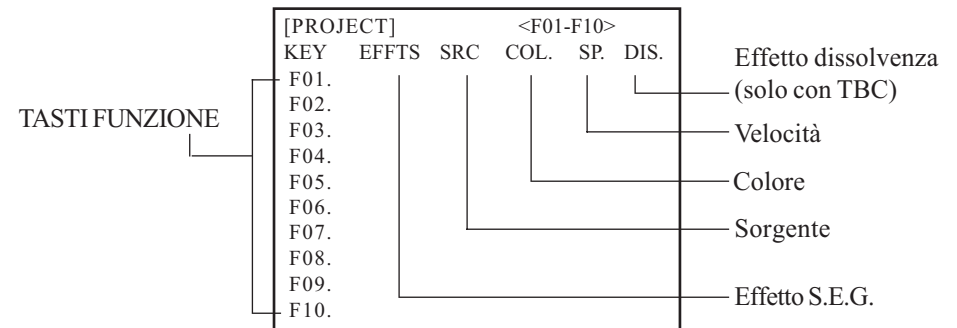 [PROJECT] <F01-F10>
KEY EFFTS SRC COL. SP. DIS.
F01.
F02.
F03.
F04.
F05.
F06.
F07.
F08.
F09.
F10.
TASTI FUNZIONE
Effetto dissolvenza
(solo con TBC)
Velocità
Colore
Sorgente
Effetto S.E.G.